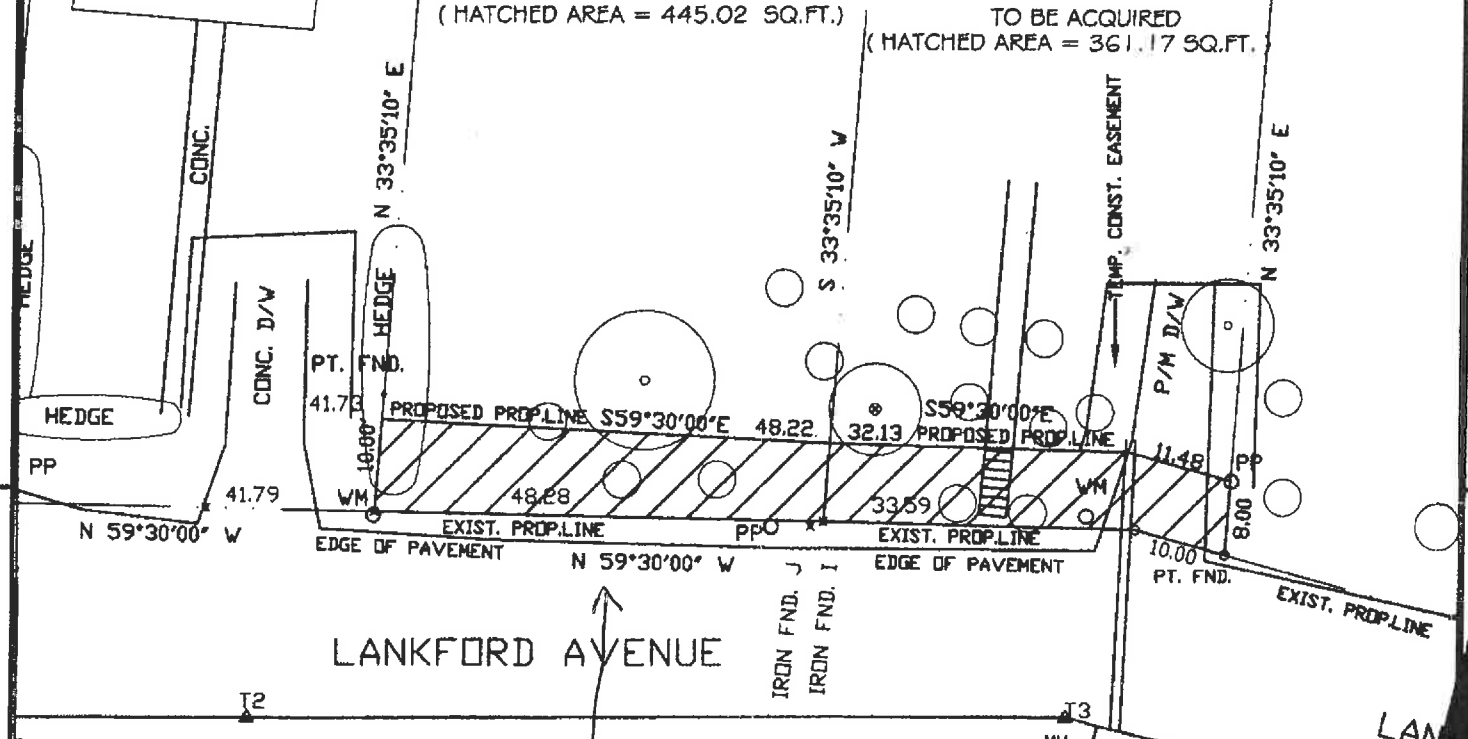 ( HATCHED AREA = 445.02 SQ.FT.)
TO BE ACQUIRED
( HATCHED AREA = 361.17 SQ.FT. )
CONC.
N 33°35'10" E
S 33°35'10" W
TEMP. CONST. EASEMENT
N 33°35'10" E
HEDGE
CONC. D/W
HEDGE
P/M D/W
PT. FND.
41.73
HEDGE
PROPOSED PROP.LINE S59°30'00"E
48.22
32.13
S59°30'00"E
PROPOSED PROP.LINE
10.00'
11.48
PP
PP
41.79
WM
48.28
33.59
WM
8.00
N 59°30'00" W
EXIST. PROP.LINE
PP
EXIST. PROP.LINE
10.00
EDGE OF PAVEMENT
N 59°30'00" W
EDGE OF PAVEMENT
PT. FND.
EXIST. PROP.LINE
IRON FND. J
IRON FND. I
LANKFORD AVENUE
T2
T3
LAN